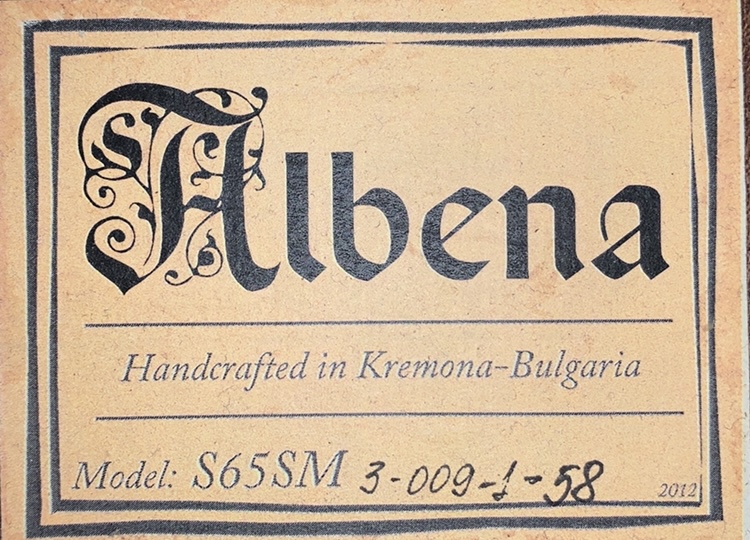 Albena
Handcrafted in Kremona-Bulgaria
Model: S65SM 3-009-1-58
2012